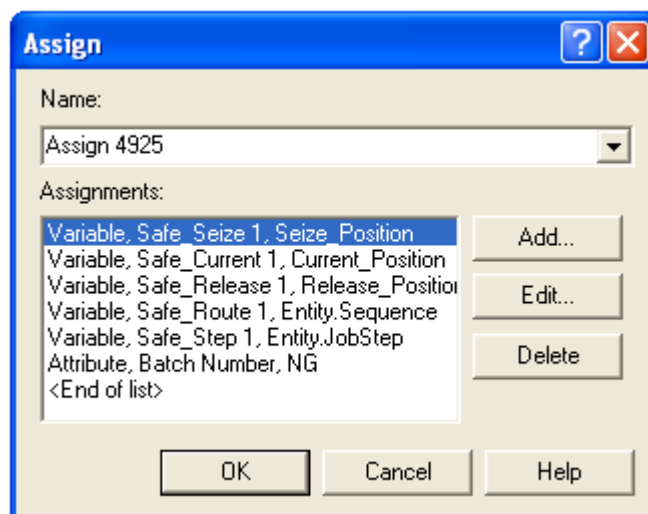 Assign
?
Name:
Assign 4925
Assignments:
Variable, Safe_Seize 1, Seize_Position
Variable, Safe_Current 1, Current_Position
Variable, Safe_Release 1, Release_Position
Variable, Safe_Route 1, Entity.Sequence
Variable, Safe_Step 1, Entity.JobStep
Attribute, Batch Number, NG
<End of list>
Add...
Edit...
Delete
OK
Cancel
Help